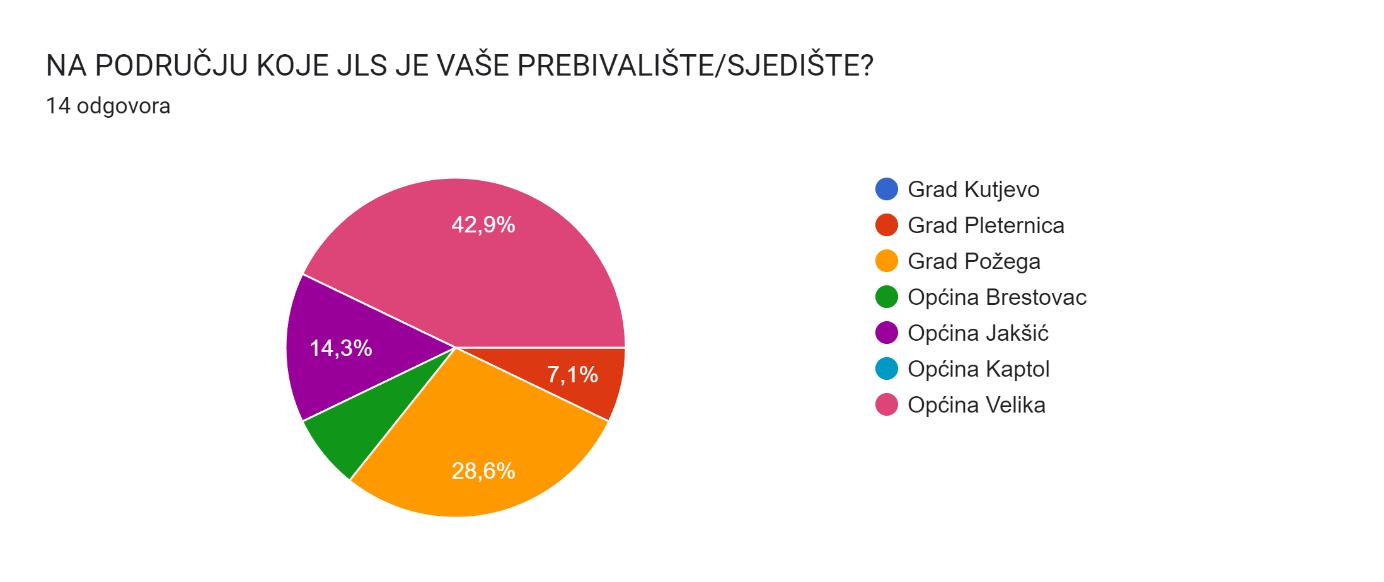 NA PODRUČJU KOJE JLS JE VAŠE PREBIVALIŠTE/SJEDIŠTE?
14 odgovora
42,9%
14,3%
7,1%
28,6%
Grad Kutjevo
Grad Pleternica
Grad Požega
Općina Brestovac
Općina Jakšić
Općina Kaptol
Općina Velika